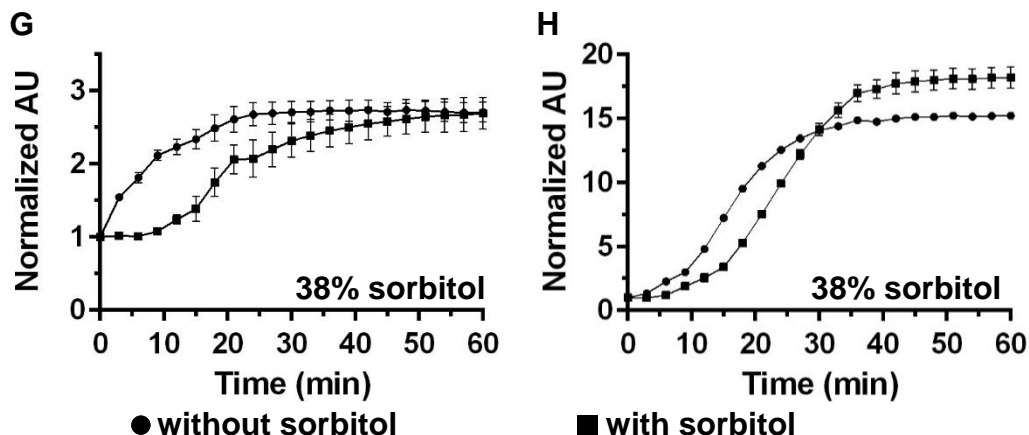 G
Normalized AU
3
2
1
0
38% sorbitol
0 10 20 30 40 50 60
Time (min)
H
Normalized AU
20
15
10
5
0
38% sorbitol
0 10 20 30 40 50 60
Time (min)
without sorbitol
with sorbitol